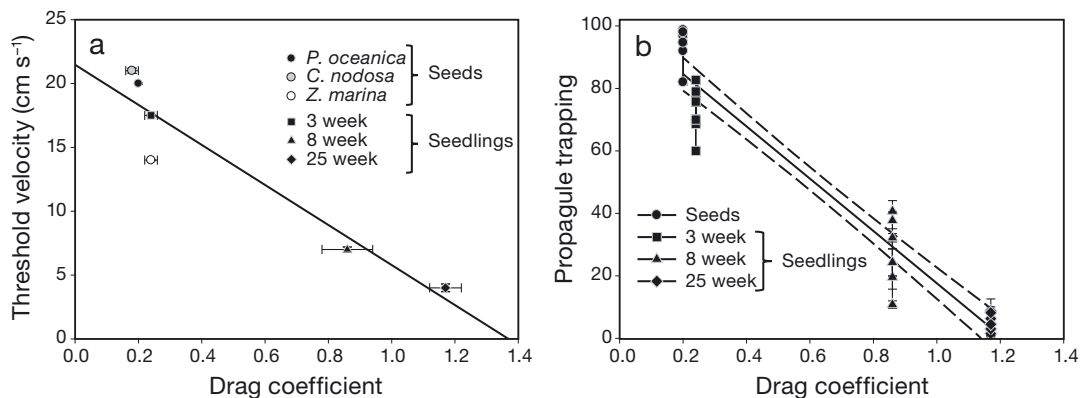 a
Threshold velocity (cm s⁻¹)
25
20
15
10
5
0
0.0 0.2 0.4 0.6 0.8 1.0 1.2 1.4
Drag coefficient
P. oceanica
C. nodosa
Z. marina
Seeds
3 week
8 week
25 week
Seedlings
b
Propagule trapping
100
80
60
40
20
0
0.0 0.2 0.4 0.6 0.8 1.0 1.2 1.4
Drag coefficient
Seeds
3 week
8 week
25 week
Seedlings